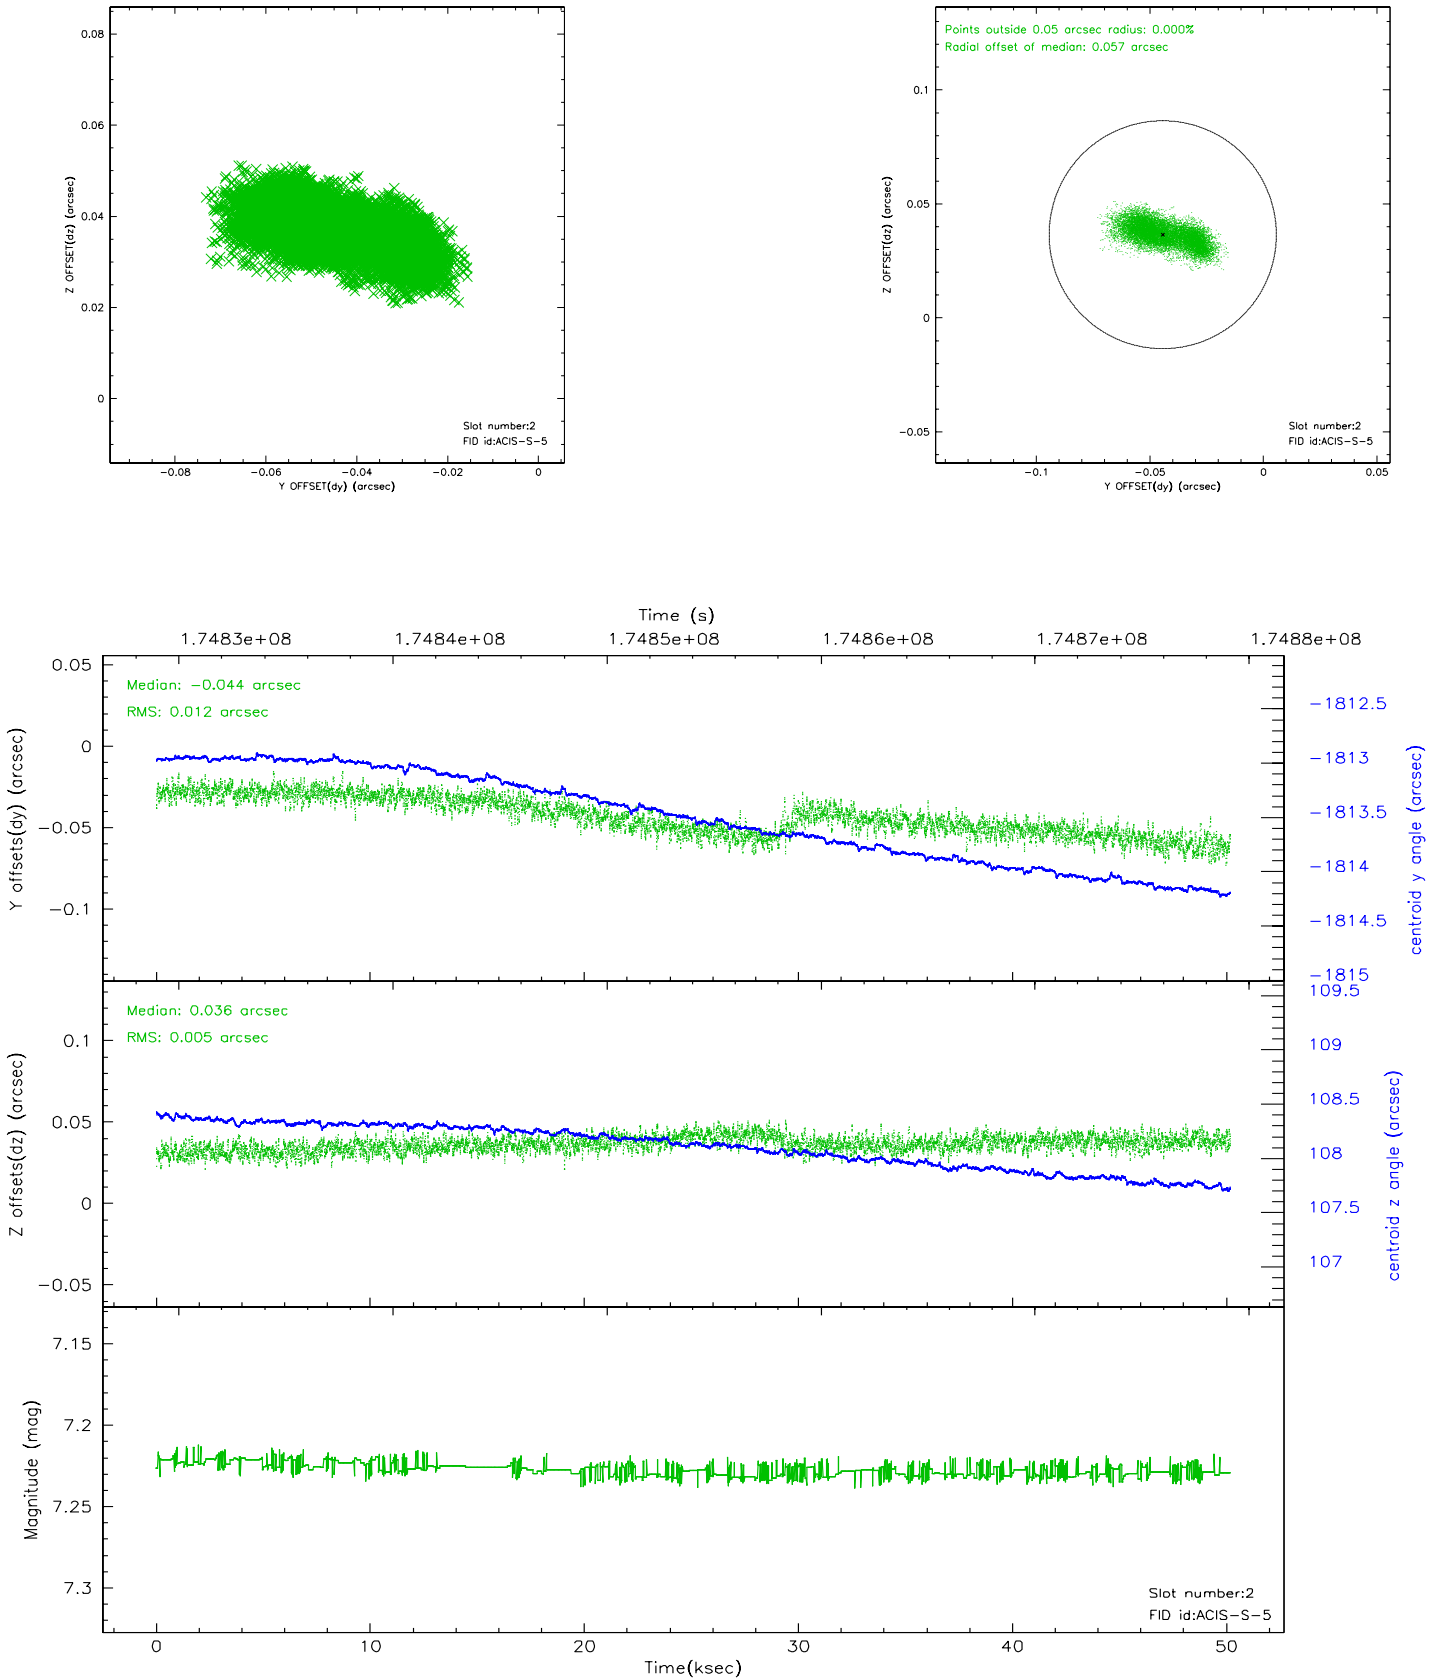 0.08
0.06
0.04
0.02
0
Z OFFSET(dz) (arcsec)
Slot number:2
FID id:ACIS-S-5
-0.08 -0.06 -0.04 -0.02 0
Y OFFSET(dy) (arcsec)
Points outside 0.05 arcsec radius: 0.000%
Radial offset of median: 0.057 arcsec
0.1
0.05
0
-0.05
Z OFFSET(dz) (arcsec)
Slot number:2
FID id:ACIS-S-5
-0.1 -0.05 0 0.05
Y OFFSET(dy) (arcsec)
Time (s)
1.7483e+08 1.7484e+08 1.7485e+08 1.7486e+08 1.7487e+08 1.7488e+08
0.05
0
-0.05
-0.1
Y offsets(dy) (arcsec)
Median: -0.044 arcsec
RMS: 0.012 arcsec
-1812.5
-1813
-1813.5
-1814
-1814.5
-1815
centroid y angle (arcsec)
0.1
0.05
0
-0.05
Z offsets(dz) (arcsec)
Median: 0.036 arcsec
RMS: 0.005 arcsec
109.5
109
108.5
108
107.5
107
centroid z angle (arcsec)
7.15
7.2
7.25
7.3
Magnitude (mag)
Slot number:2
FID id:ACIS-S-5
0 10 20 30 40 50
Time(ksec)